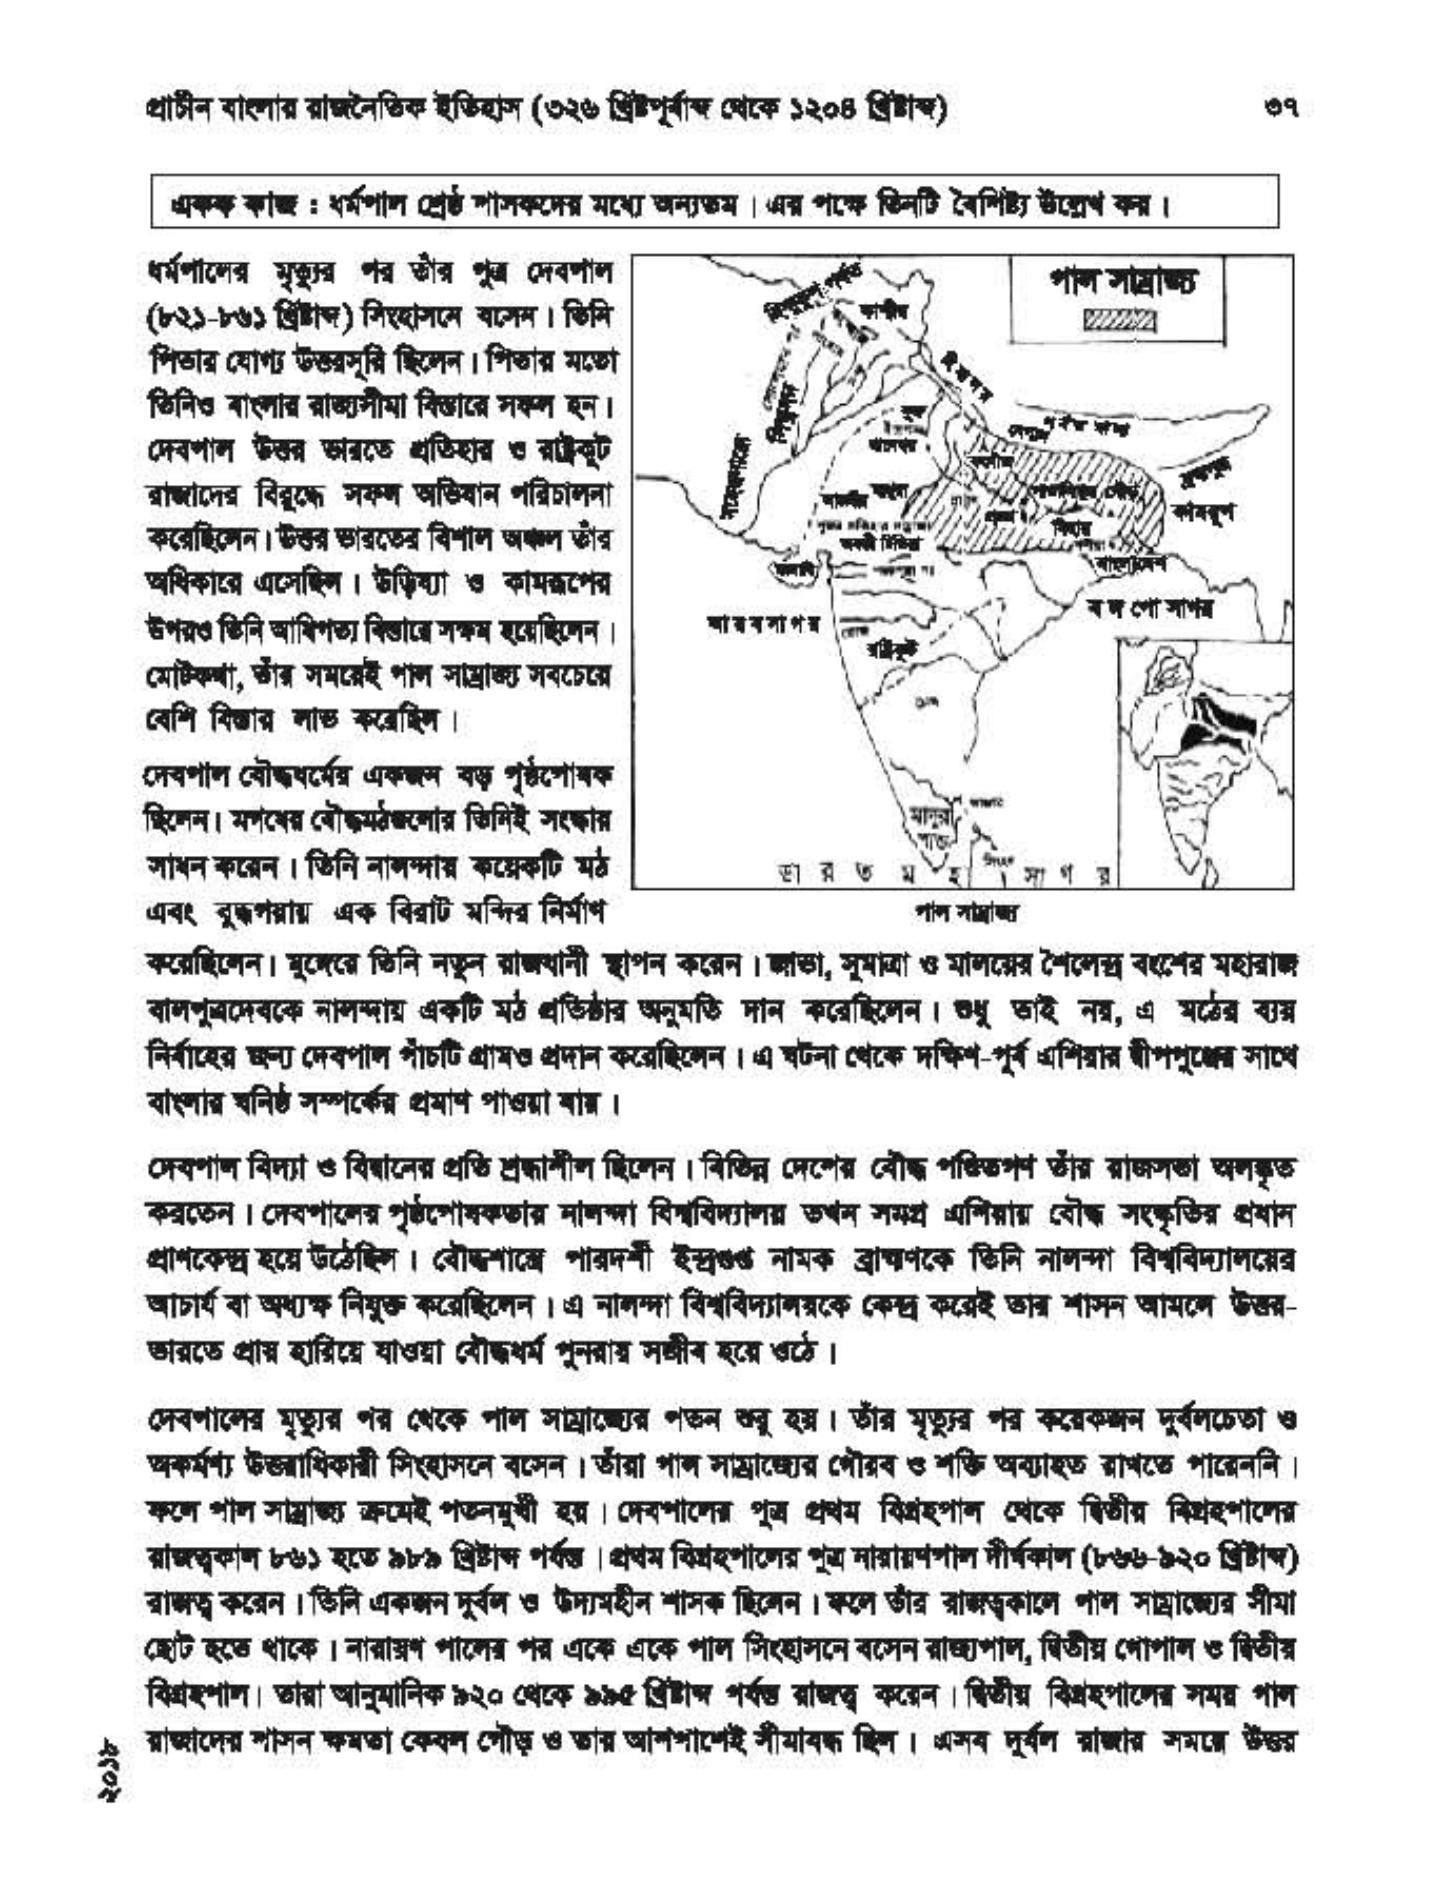 প্রাচীন বাংলার রাজনৈতিক ইতিহাস (৩২৬ খ্রিষ্টপূর্বাব্দ থেকে ১২০৪ খ্রিষ্টাব্দ) ৩৭
একক কাজ : ধর্মপাল শ্রেষ্ঠ শাসকদের মধ্যে অন্যতম । এর পক্ষে তিনটি বৈশিষ্ট্য উল্লেখ কর ।
ধর্মপালের মৃত্যুর পর তাঁর পুত্র দেবপাল
(৮২১-৮৬১ খ্রিষ্টাব্দ) সিংহাসনে বসেন । তিনি
পিতার যোগ্য উত্তরসূরি ছিলেন । পিতার মতো
তিনিও বাংলার রাজ্যসীমা বিস্তারে সফল হন ।
দেবপাল উত্তর ভারতে প্রতিহার ও রাষ্ট্রকূট
রাজাদের বিরুদ্ধে সফল অভিযান পরিচালনা
করেছিলেন । উত্তর ভারতের বিশাল অঞ্চল তাঁর
অধিকারে এসেছিল । উড়িষ্যা ও কামরূপের
উপরও তিনি আধিপত্য বিস্তারে সক্ষম হয়েছিলেন ।
মোটকথা, তাঁর সময়েই পাল সাম্রাজ্য সবচেয়ে
বেশি বিস্তার লাভ করেছিল ।
দেবপাল বৌদ্ধধর্মের একজন বড় পৃষ্ঠপোষক
ছিলেন । মগধের বৌদ্ধমঠগুলোর তিনিই সংস্কার
সাধন করেন । তিনি নালন্দায় কয়েকটি মঠ
এবং বুদ্ধগয়ায় এক বিরাট মন্দির নির্মাণ
পাল সাম্রাজ্য
কাশ্মীর
সিন্ধুনদ
নেপাল
ব্রহ্মপুত্র
কামরূপ
কনৌজ
বিহার
বাংলাদেশ
বঙ্গোপসাগর
আরবসাগর
রাষ্ট্রকূট
চোল
ভারত মহাসাগর
পাল সাম্রাজ্য
করেছিলেন । মুঙ্গেরে তিনি নতুন রাজধানী স্থাপন করেন । জাভা, সুমাত্রা ও মালয়ের শৈলেন্দ্র বংশের মহারাজ
বালপুত্রদেবকে নালন্দায় একটি মঠ প্রতিষ্ঠার অনুমতি দান করেছিলেন । শুধু তাই নয়, এ মঠের ব্যয়
নির্বাহের জন্য দেবপাল পাঁচটি গ্রামও প্রদান করেছিলেন । এ ঘটনা থেকে দক্ষিণ-পূর্ব এশিয়ার দ্বীপপুঞ্জের সাথে
বাংলার ঘনিষ্ঠ সম্পর্কের প্রমাণ পাওয়া যায় ।
দেবপাল বিদ্যা ও বিদ্বানের প্রতি শ্রদ্ধাশীল ছিলেন । বিভিন্ন দেশের বৌদ্ধ পণ্ডিতগণ তাঁর রাজসভা অলঙ্কৃত
করতেন । দেবপালের পৃষ্ঠপোষকতায় নালন্দা বিশ্ববিদ্যালয় তখন সমগ্র এশিয়ায় বৌদ্ধ সংস্কৃতির প্রধান
প্রাণকেন্দ্র হয়ে উঠেছিল । বৌদ্ধশাস্ত্রে পারদর্শী ইন্দ্রগুপ্ত নামক ব্রাহ্মণকে তিনি নালন্দা বিশ্ববিদ্যালয়ের
আচার্য বা অধ্যক্ষ নিযুক্ত করেছিলেন । এ নালন্দা বিশ্ববিদ্যালয়কে কেন্দ্র করেই তার শাসন আমলে উত্তর-
ভারতে প্রায় হারিয়ে যাওয়া বৌদ্ধধর্ম পুনরায় সজীব হয়ে ওঠে ।
দেবপালের মৃত্যুর পর থেকে পাল সাম্রাজ্যের পতন শুরু হয় । তাঁর মৃত্যুর পর কয়েকজন দুর্বলচেতা ও
অকর্মণ্য উত্তরাধিকারী সিংহাসনে বসেন । তাঁরা পাল সাম্রাজ্যের গৌরব ও শক্তি অব্যাহত রাখতে পারেননি ।
ফলে পাল সাম্রাজ্য ক্রমেই পতনমুখী হয় । দেবপালের পুত্র প্রথম বিগ্রহপাল থেকে দ্বিতীয় বিগ্রহপালের
রাজত্বকাল ৮৬১ হতে ৯৮৯ খ্রিষ্টাব্দ পর্যন্ত । প্রথম বিগ্রহপালের পুত্র নারায়ণপাল দীর্ঘকাল (৮৬৬-৯২০ খ্রিষ্টাব্দ)
রাজত্ব করেন । তিনি একজন দুর্বল ও উদ্যমহীন শাসক ছিলেন । ফলে তাঁর রাজত্বকালে পাল সাম্রাজ্যের সীমা
ছোট হতে থাকে । নারায়ণ পালের পর একে একে পাল সিংহাসনে বসেন রাজ্যপাল, দ্বিতীয় গোপাল ও দ্বিতীয়
বিগ্রহপাল । তারা আনুমানিক ৯২০ থেকে ৯৯৫ খ্রিষ্টাব্দ পর্যন্ত রাজত্ব করেন । দ্বিতীয় বিগ্রহপালের সময় পাল
রাজাদের শাসন ক্ষমতা কেবল গৌড় ও তার আশপাশেই সীমাবদ্ধ ছিল । এসব দুর্বল রাজার সময়ে উত্তর
২০১৮